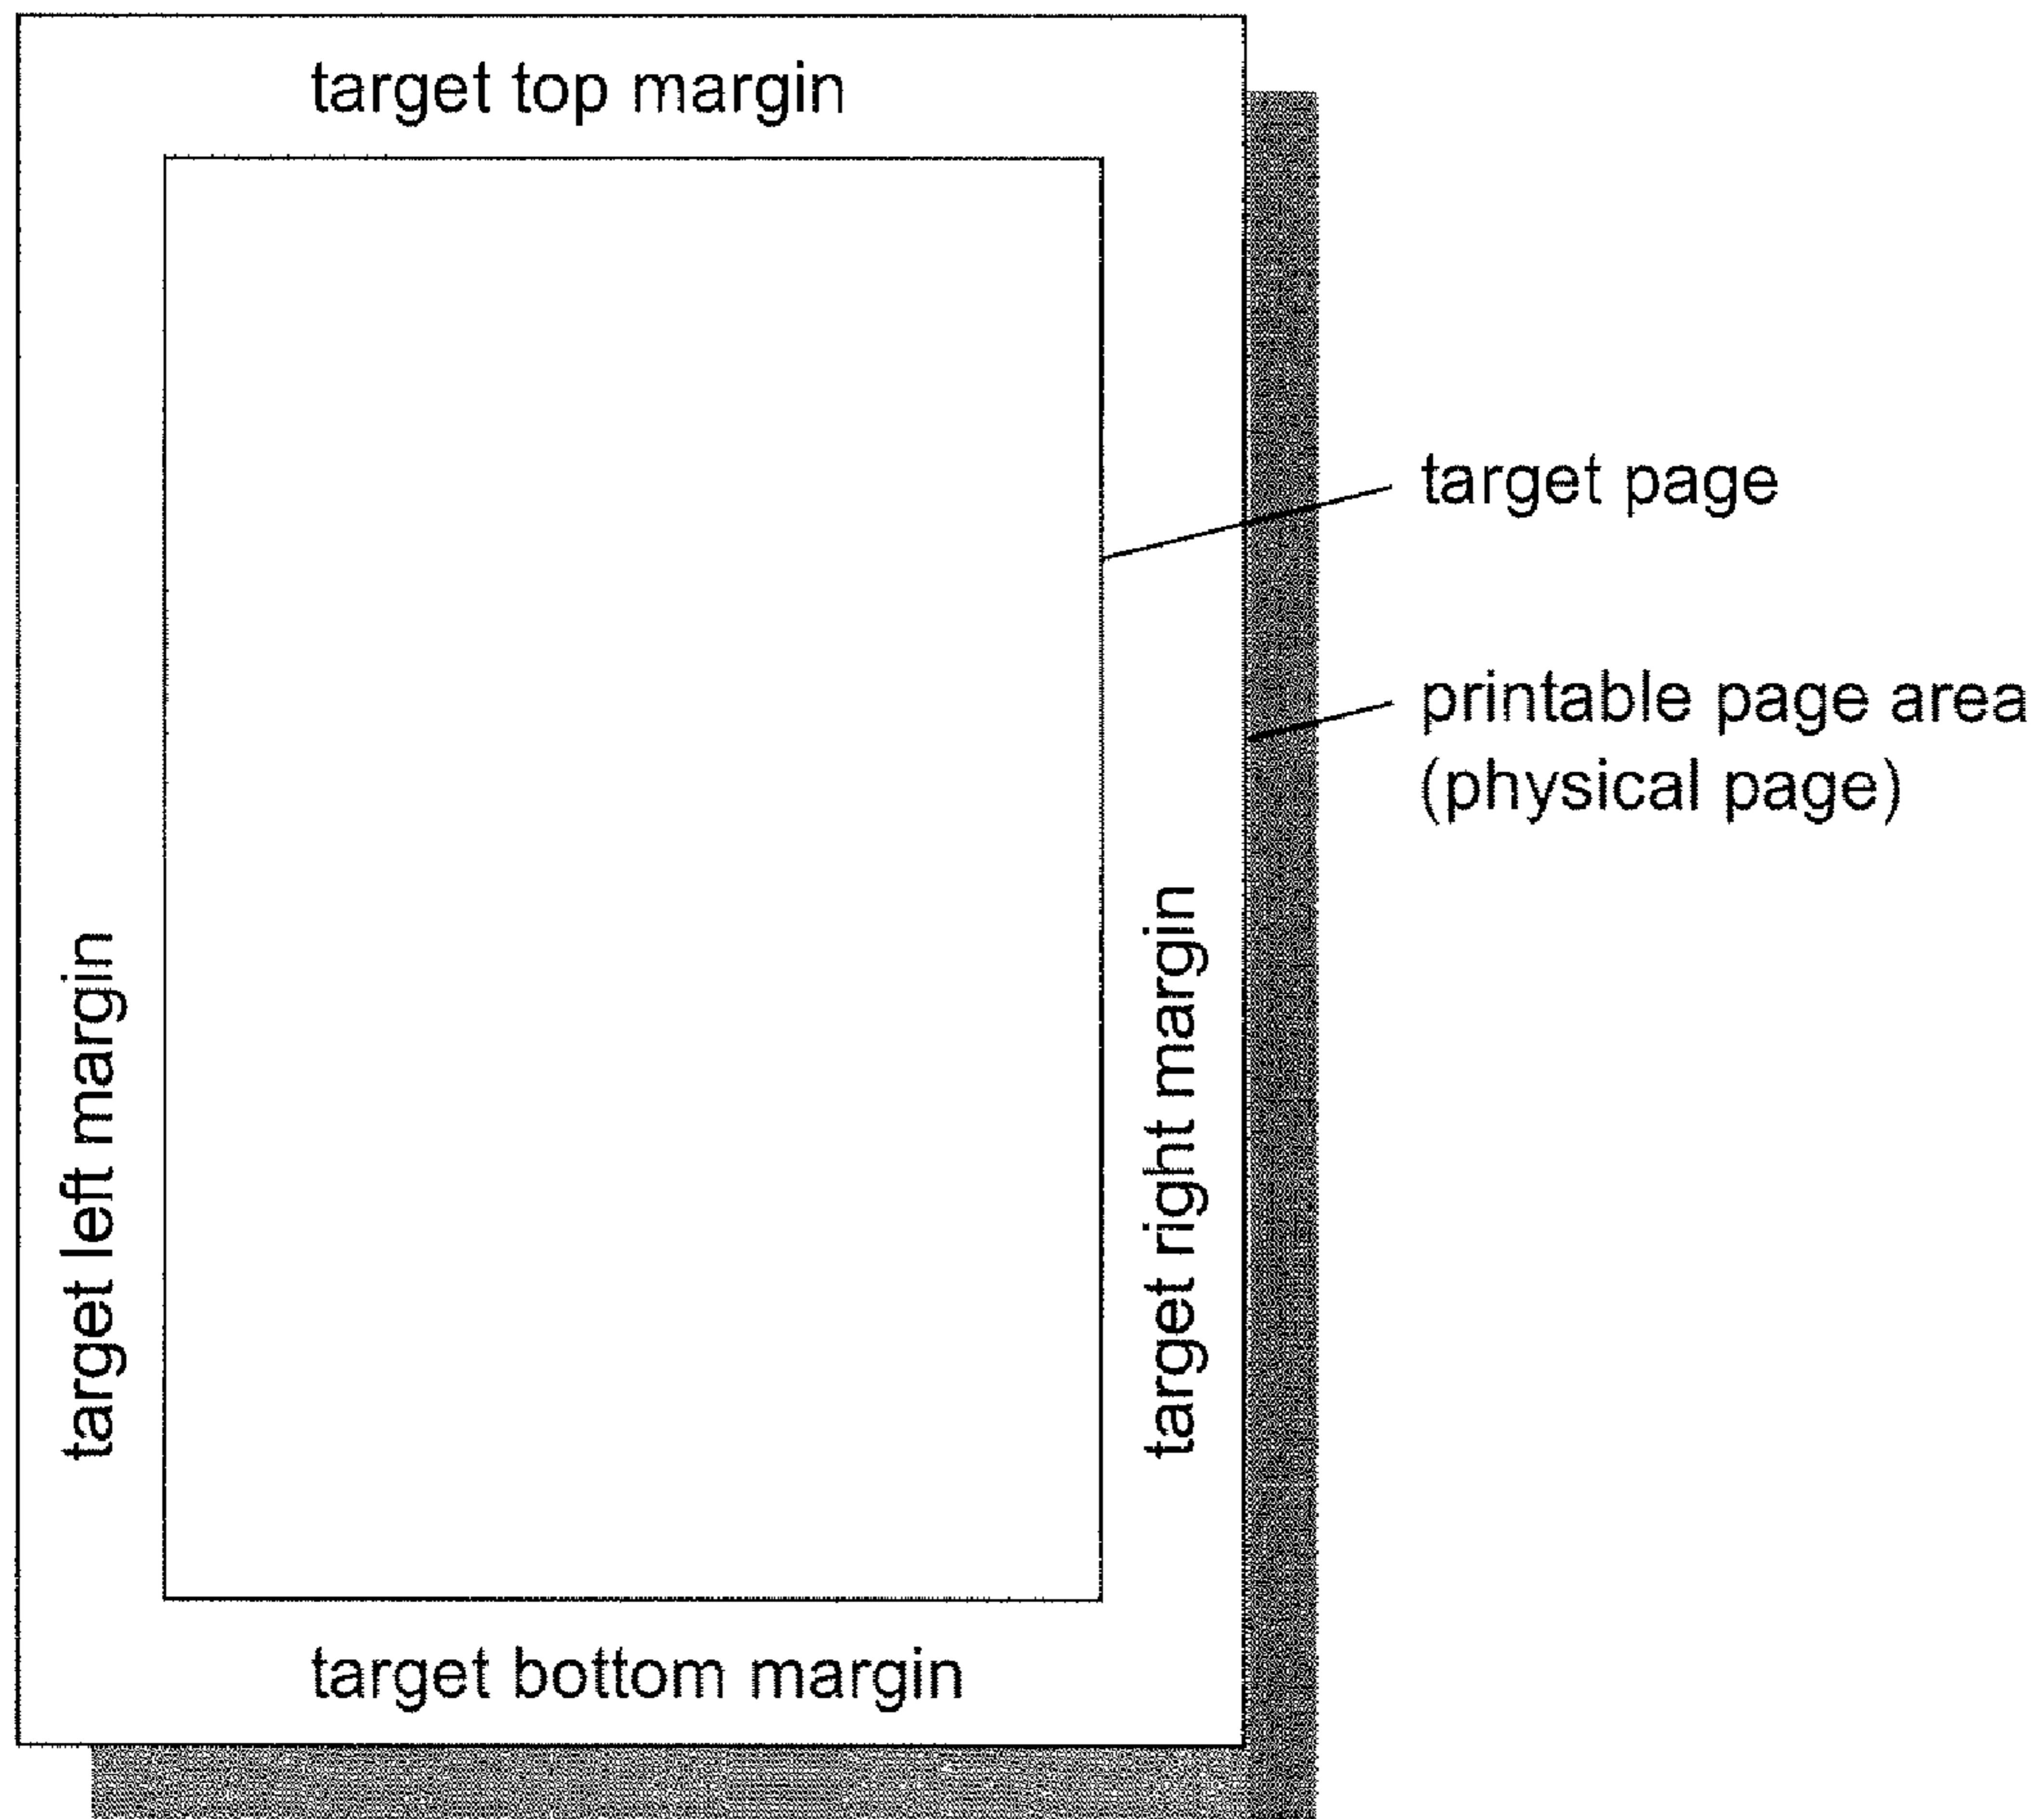 target top margin
target page
printable page area
(physical page)
target left margin
target right margin
target bottom margin